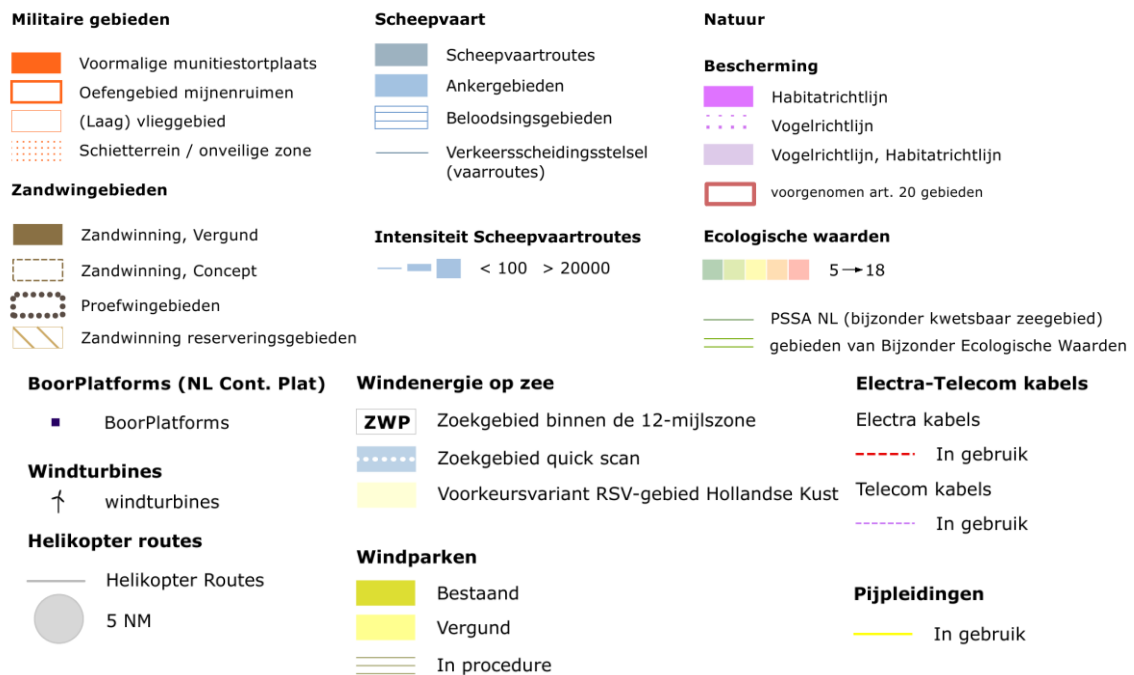 Militaire gebieden
Voormalige munitiestortplaats
Oefengebied mijnenruimen
(Laag) vlieggebied
Schietterrein / onveilige zone
Zandwingebieden
Zandwinning, Vergund
Zandwinning, Concept
Proefwingebieden
Zandwinning reserveringsgebieden
Scheepvaart
Scheepvaartroutes
Ankergebieden
Beloodsingsgebieden
Verkeersscheidingsstelsel
(vaarroutes)
Intensiteit Scheepvaartroutes
< 100 > 20000
Natuur
Bescherming
Habitatrichtlijn
Vogelrichtlijn
Vogelrichtlijn, Habitatrichtlijn
voorgenomen art. 20 gebieden
Ecologische waarden
5→18
PSSA NL (bijzonder kwetsbaar zeegebied)
gebieden van Bijzonder Ecologische Waarden
BoorPlatforms (NL Cont. Plat)
BoorPlatforms
Windturbines
windturbines
Helikopter routes
Helikopter Routes
5 NM
Windenergie op zee
ZWP Zoekgebied binnen de 12-mijlszone
Zoekgebied quick scan
Voorkeursvariant RSV-gebied Hollandse Kust
Windparken
Bestaand
Vergund
In procedure
Electra-Telecom kabels
Electra kabels
In gebruik
Telecom kabels
In gebruik
Pijpleidingen
In gebruik